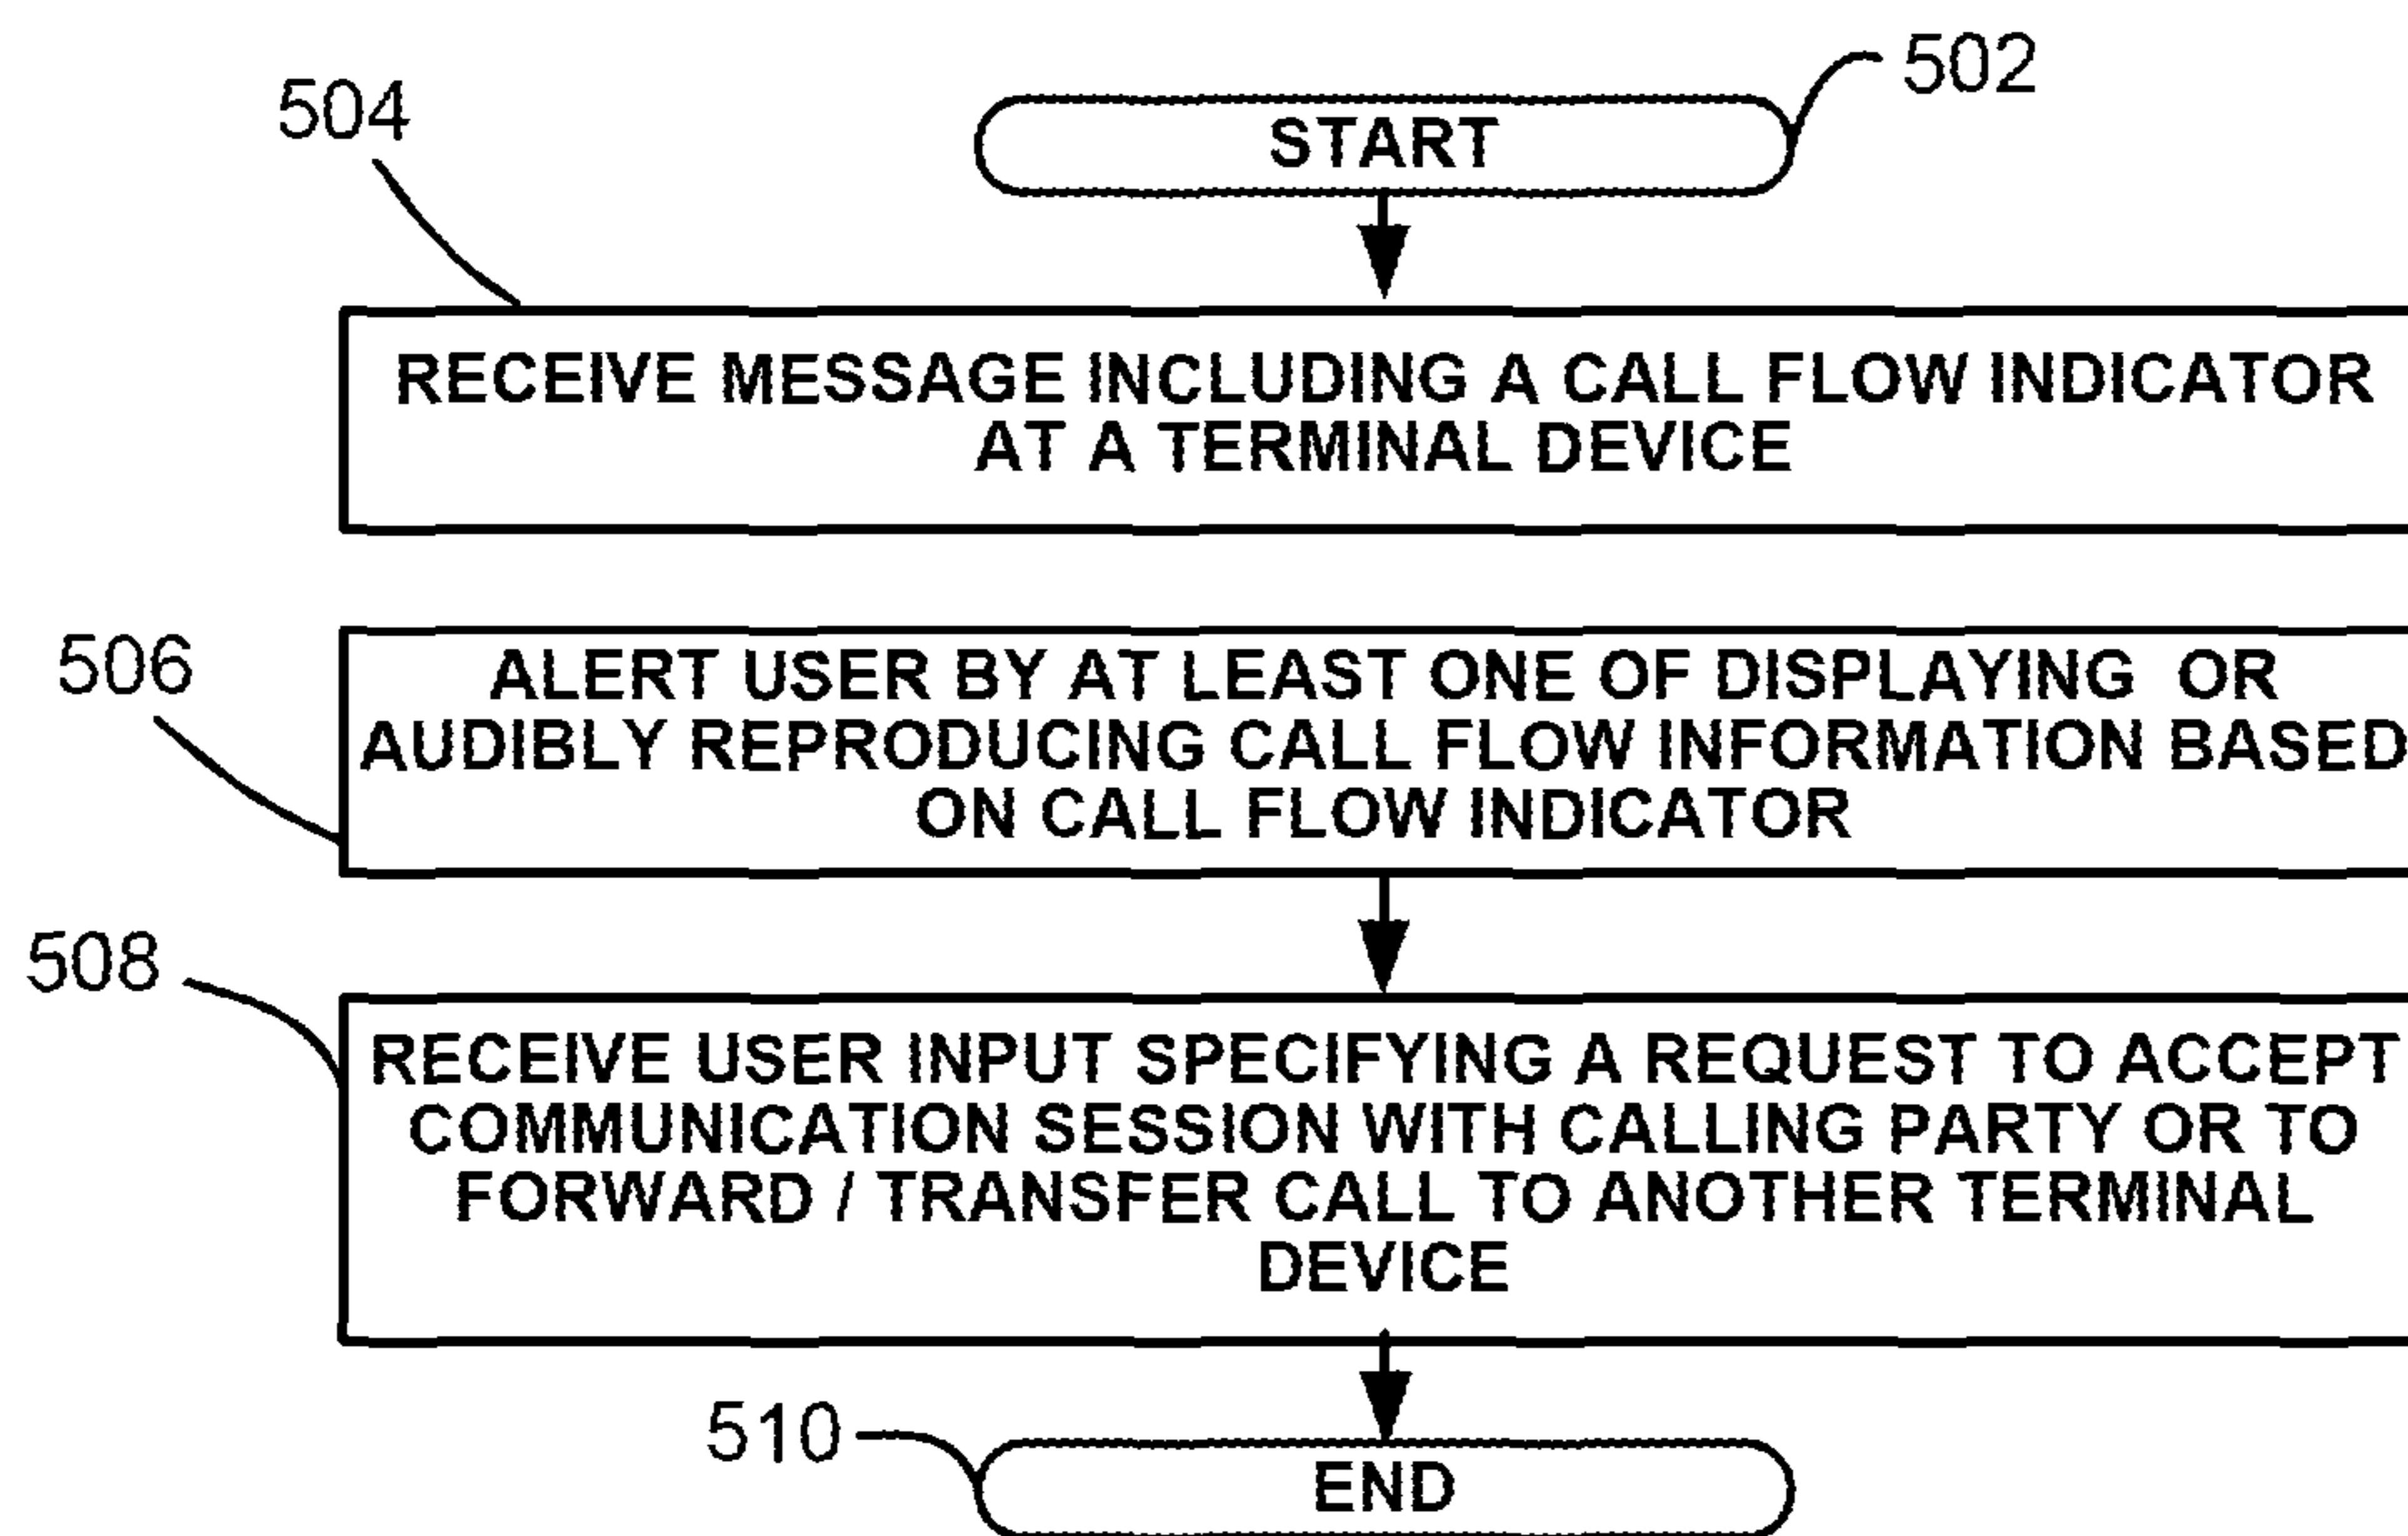 502
START
504
RECEIVE MESSAGE INCLUDING A CALL FLOW INDICATOR
AT A TERMINAL DEVICE
506
ALERT USER BY AT LEAST ONE OF DISPLAYING OR
AUDIBLY REPRODUCING CALL FLOW INFORMATION BASED
ON CALL FLOW INDICATOR
508
RECEIVE USER INPUT SPECIFYING A REQUEST TO ACCEPT
COMMUNICATION SESSION WITH CALLING PARTY OR TO
FORWARD / TRANSFER CALL TO ANOTHER TERMINAL
DEVICE
510
END